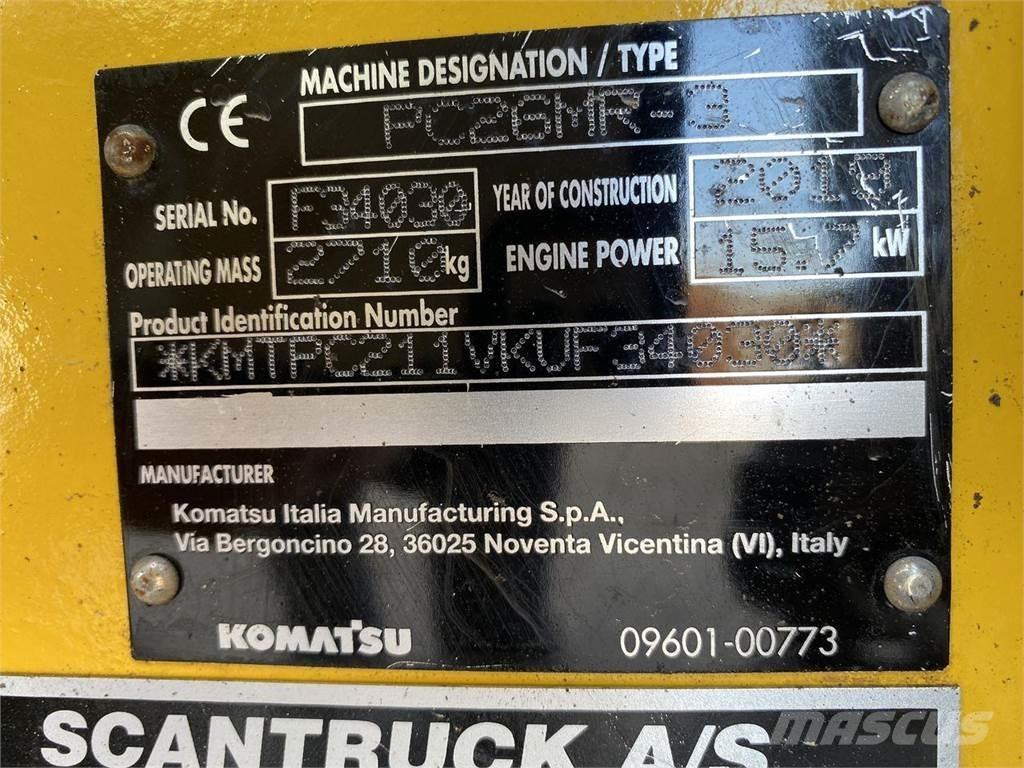 CE
MACHINE DESIGNATION / TYPE
PC26MR-3
SERIAL No. F34030 YEAR OF CONSTRUCTION
OPERATING MASS 2710 kg ENGINE POWER 15.7 kW
Product Identification Number
*KMTPC211VKUF34030*
MANUFACTURER
Komatsu Italia Manufacturing S.p.A.,
Via Bergoncino 28, 36025 Noventa Vicentina (VI), Italy
KOMATSU 09601-00773
SCANTRUCK A/S
MASCUS